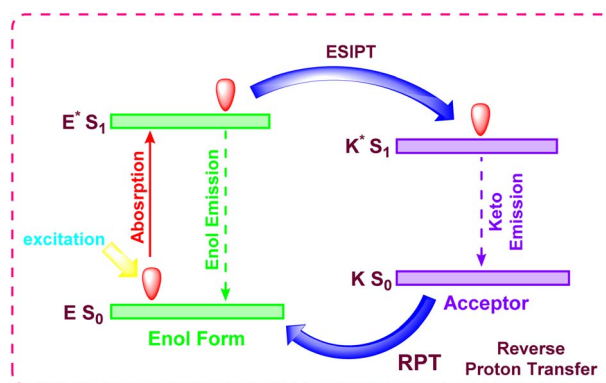 ESIPT
E* S1
K* S1
Abosrption
Enol Emission
Keto
Emission
excitation
E S0
K S0
Enol Form
Acceptor
RPT
Reverse
Proton Transfer